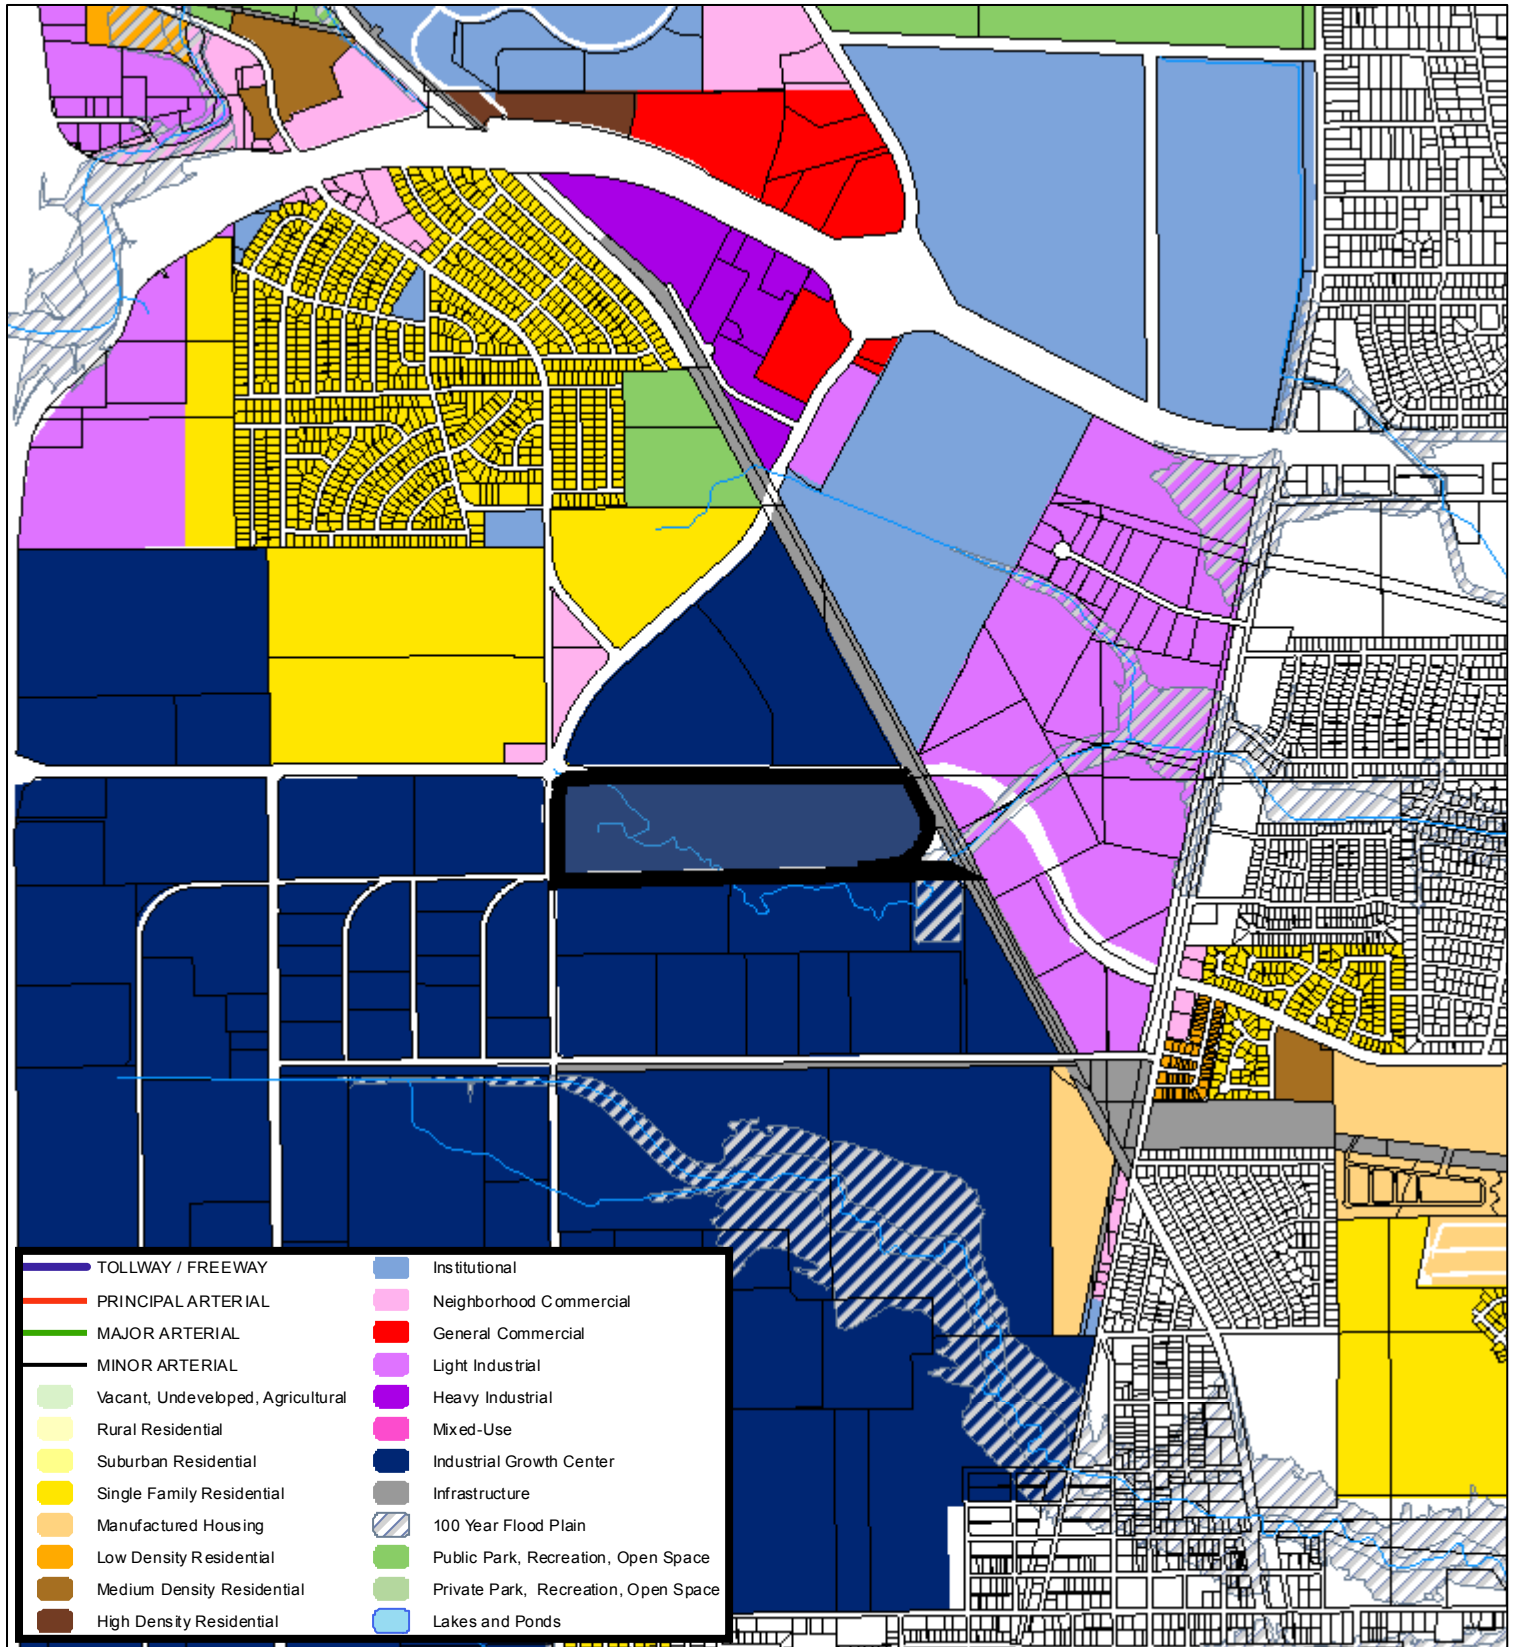 TOLLWAY / FREEWAY
PRINCIPAL ARTERIAL
MAJOR ARTERIAL
MINOR ARTERIAL
Vacant, Undeveloped, Agricultural
Rural Residential
Suburban Residential
Single Family Residential
Manufactured Housing
Low Density Residential
Medium Density Residential
High Density Residential
Institutional
Neighborhood Commercial
General Commercial
Light Industrial
Heavy Industrial
Mixed-Use
Industrial Growth Center
Infrastructure
100 Year Flood Plain
Public Park, Recreation, Open Space
Private Park, Recreation, Open Space
Lakes and Ponds